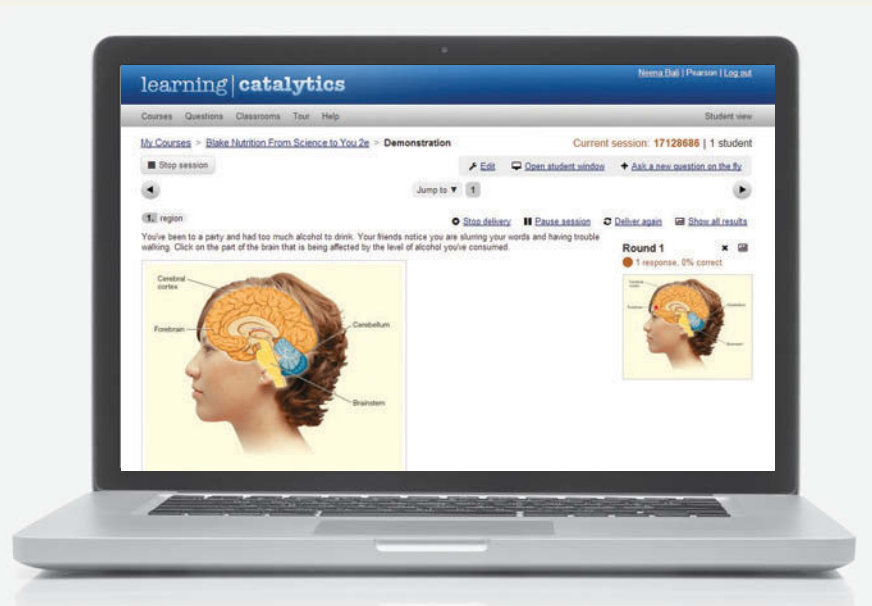 learning | catalytics
Neena Bali | Pearson | Log out
Courses Questions Classrooms Tour Help
Student view
My Courses > Blake Nutrition From Science to You 2e > Demonstration
Current session: 17128686 | 1 student
Stop session
Edit Open student window Ask a new question on the fly
Jump to ▼ 1
1. region
Stop delivery Pause session Deliver again Show all results
You've been to a party and had too much alcohol to drink. Your friends notice you are slurring your words and having trouble
walking. Click on the part of the brain that is being affected by the level of alcohol you've consumed.
Round 1
1 response, 0% correct
Cerebral
cortex
Forebrain
Cerebellum
Brainstem
Cerebral
cortex
Forebrain
Cerebellum
Brainstem